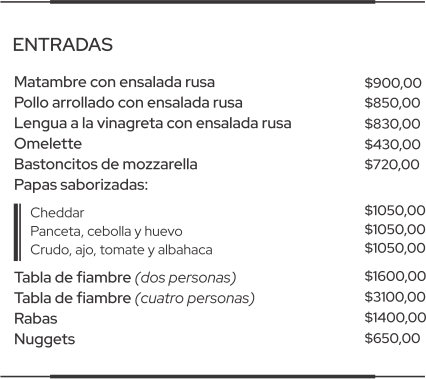 ENTRADAS
Matambre con ensalada rusa $900,00
Pollo arrollado con ensalada rusa $850,00
Lengua a la vinagreta con ensalada rusa $830,00
Omelette $430,00
Bastoncitos de mozzarella $720,00
Papas saborizadas:
Cheddar $1050,00
Panceta, cebolla y huevo $1050,00
Crudo, ajo, tomate y albahaca $1050,00
Tabla de fiambre (dos personas) $1600,00
Tabla de fiambre (cuatro personas) $3100,00
Rabas $1400,00
Nuggets $650,00